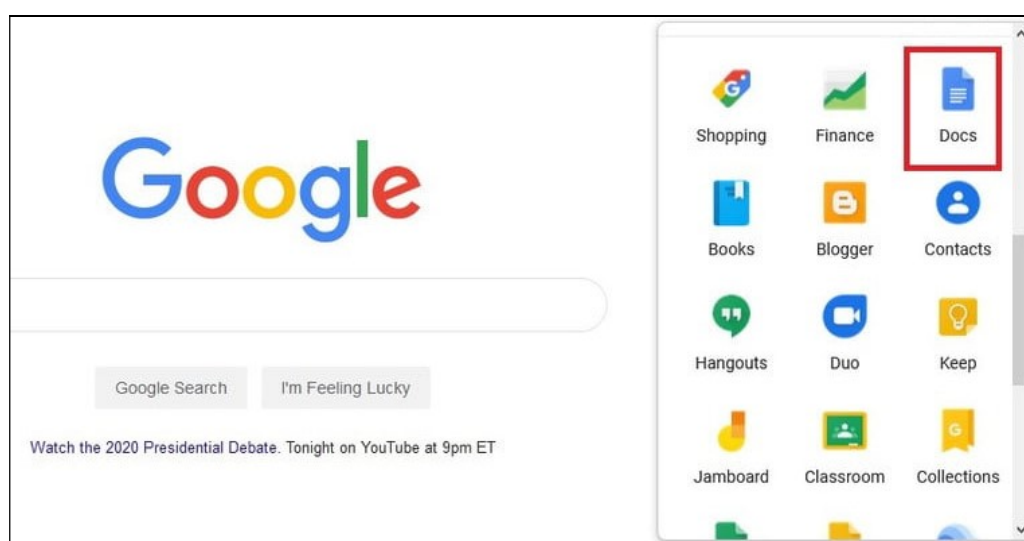 Google
Google Search
I'm Feeling Lucky
Watch the 2020 Presidential Debate. Tonight on YouTube at 9pm ET
Shopping
Finance
Docs
Books
Blogger
Contacts
Hangouts
Duo
Keep
Jamboard
Classroom
Collections